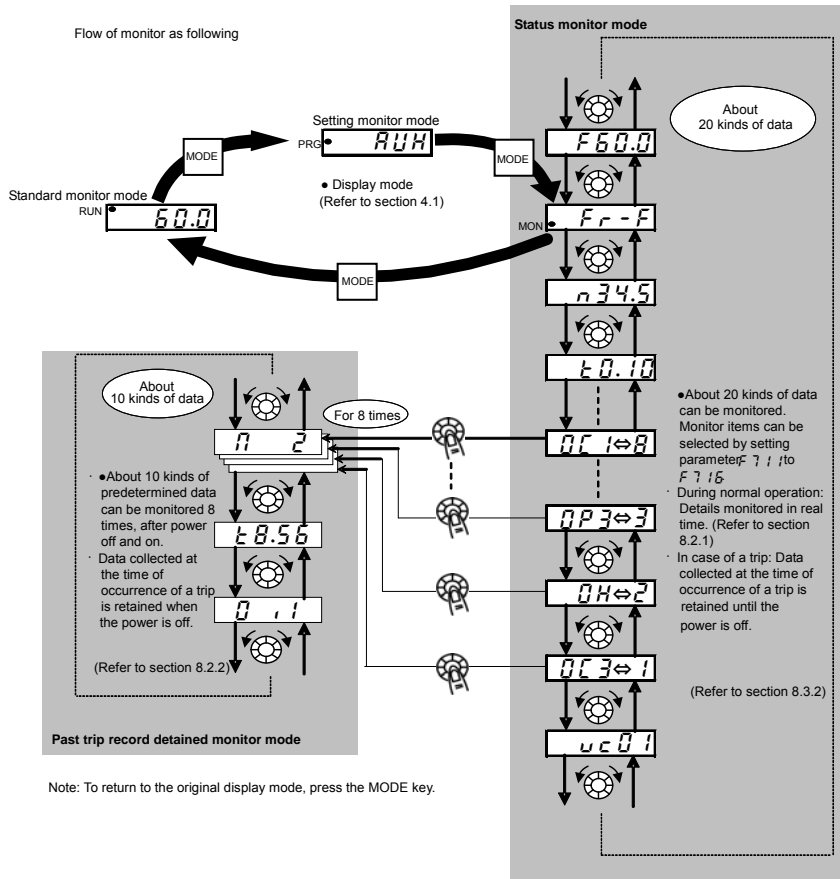 Flow of monitor as following
Status monitor mode
About
20 kinds of data
Setting monitor mode
PRG
AUH
MODE
MODE
● Display mode
(Refer to section 4.1)
Standard monitor mode
RUN
60.0
MODE
F60.0
MON
Fr-F
n34.5
t0.10
OC1⇔8
OP3⇔3
OH⇔2
OC3⇔1
uc01
●About 20 kinds of data
can be monitored.
Monitor items can be
selected by setting
parameterF711to
F716.
· During normal operation:
Details monitored in real
time. (Refer to section
8.2.1)
· In case of a trip: Data
collected at the time of
occurrence of a trip is
retained until the
power is off.
(Refer to section 8.3.2)
About
10 kinds of data
For 8 times
n 2
t8.56
· ●About 10 kinds of
predetermined data
can be monitored 8
times, after power
off and on.
· Data collected at
the time of
occurrence of a trip
is retained when
the power is off.
(Refer to section 8.2.2)
Past trip record detained monitor mode
Note: To return to the original display mode, press the MODE key.